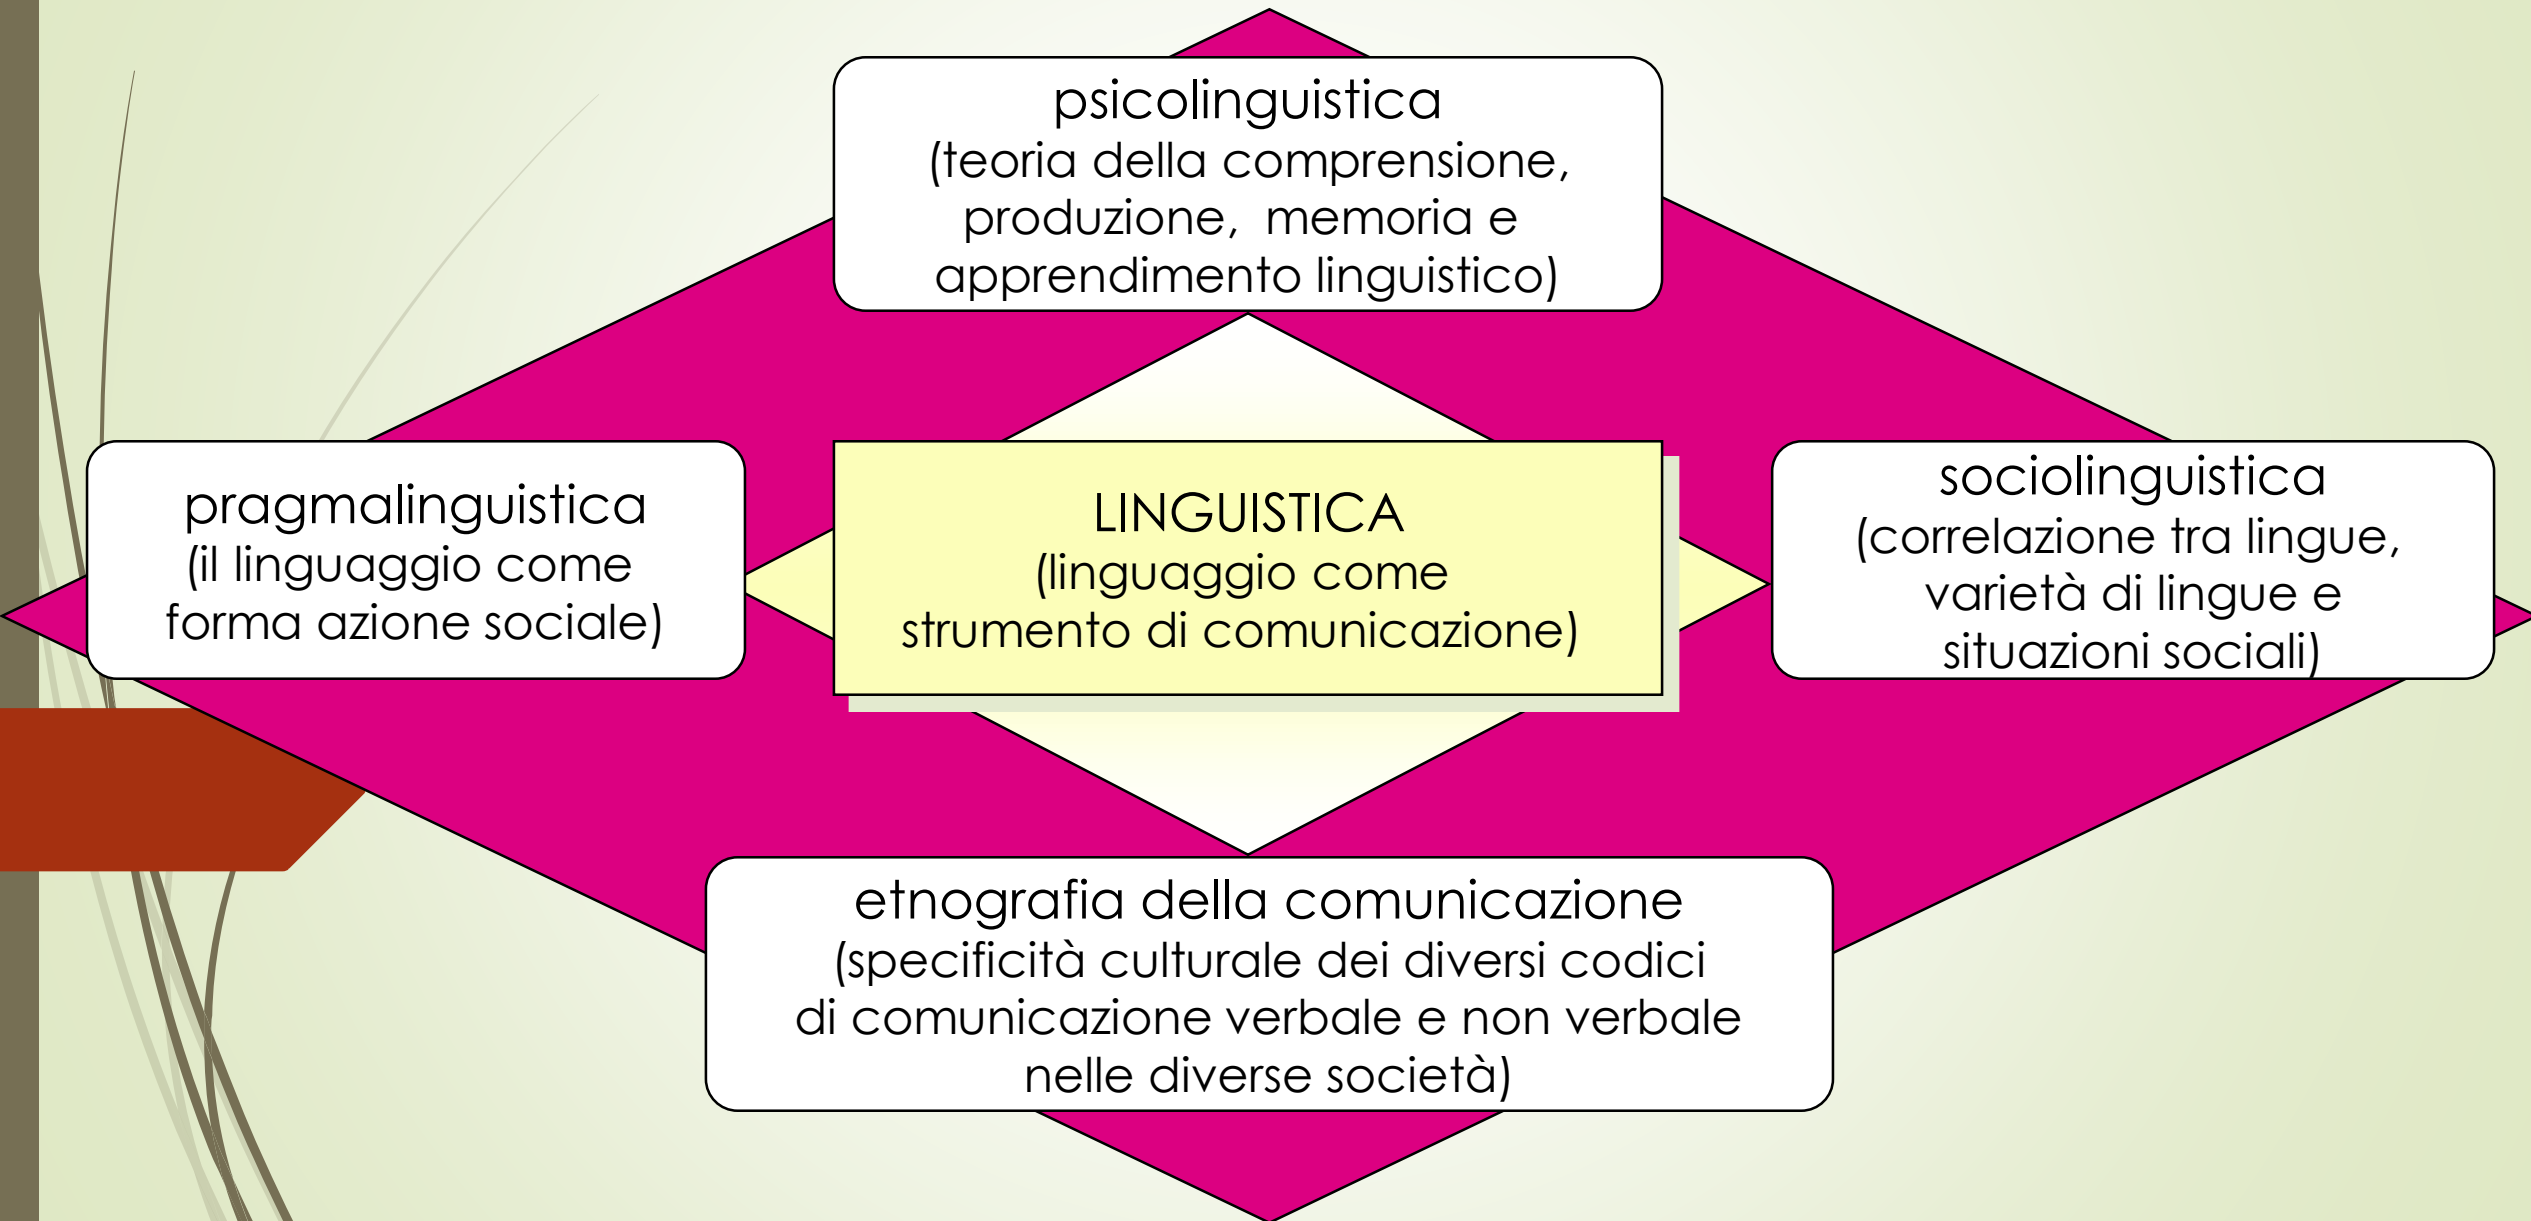 psicolinguistica
(teoria della comprensione,
produzione, memoria e
apprendimento linguistico)
pragmalinguistica
(il linguaggio come
forma azione sociale)
LINGUISTICA
(linguaggio come
strumento di comunicazione)
sociolinguistica
(correlazione tra lingue,
varietà di lingue e
situazioni sociali)
etnografia della comunicazione
(specificità culturale dei diversi codici
di comunicazione verbale e non verbale
nelle diverse società)